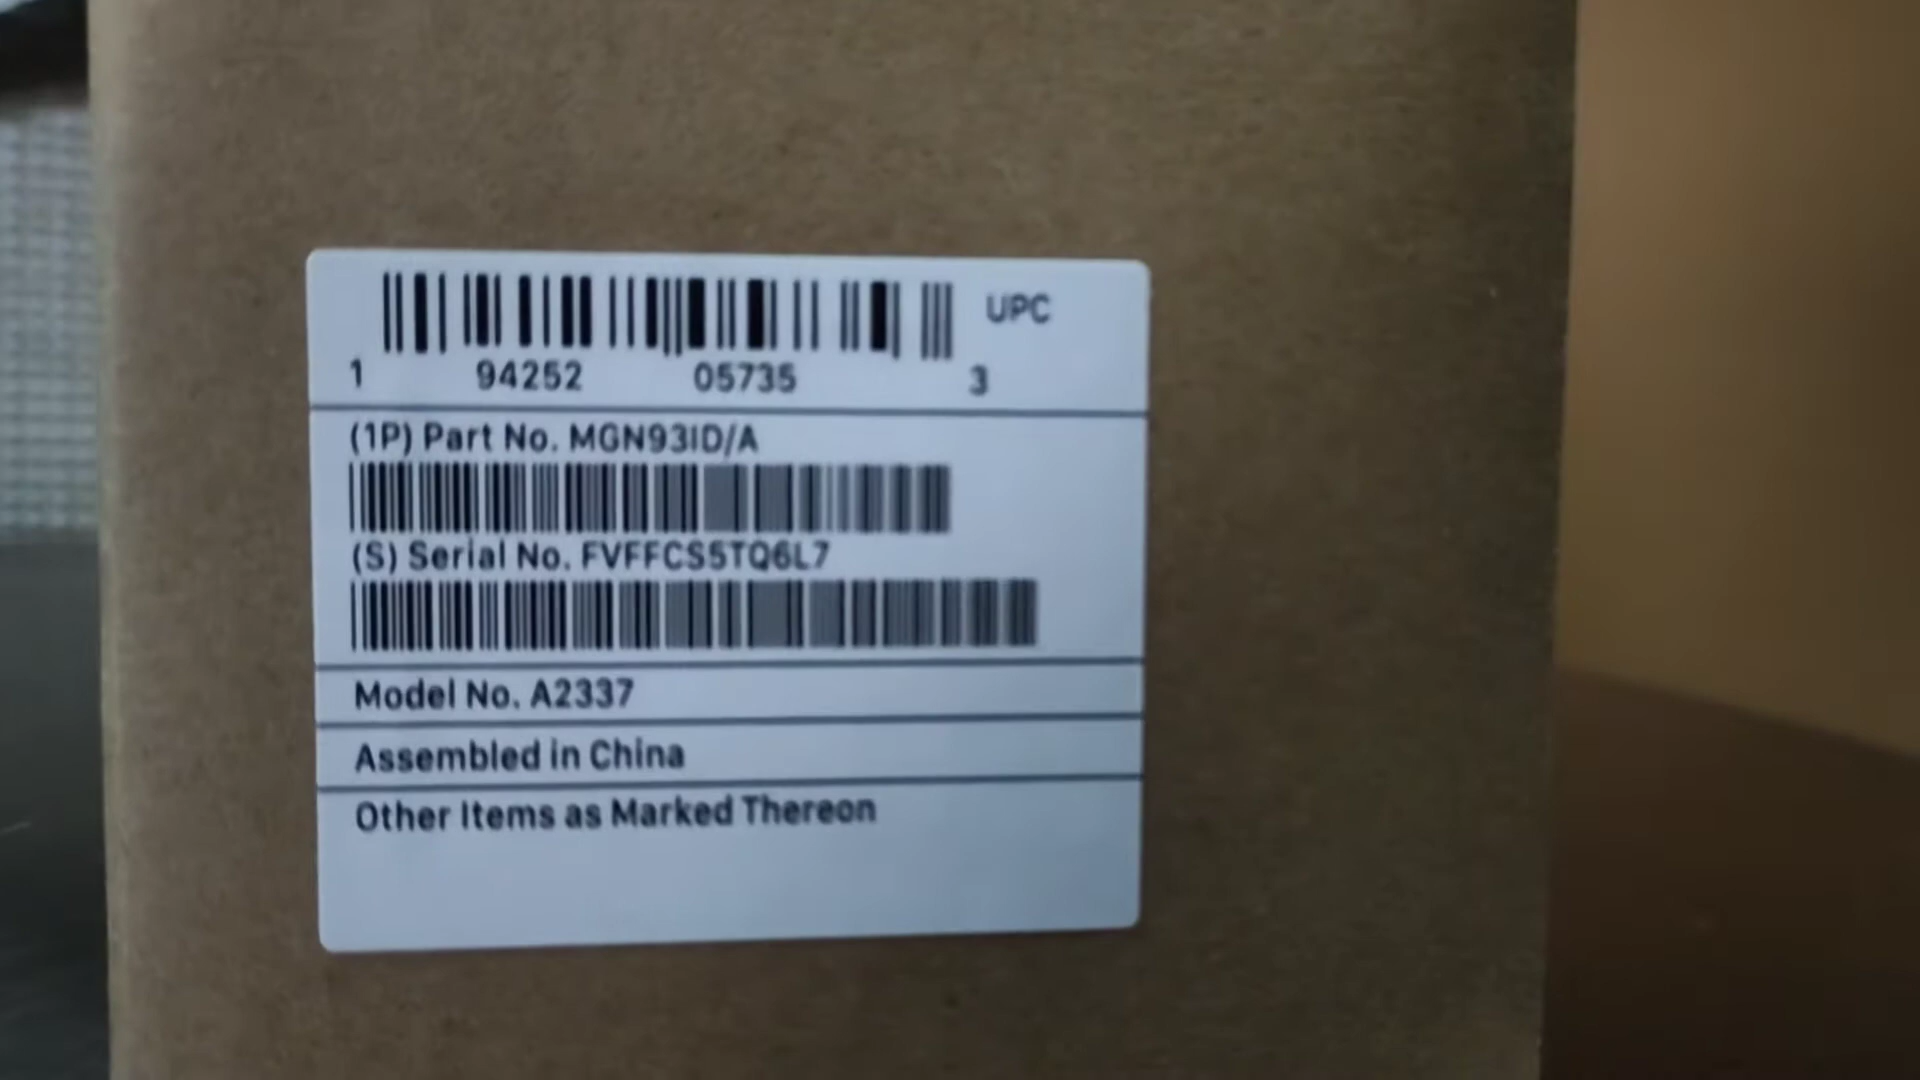 UPC
1 94252 05735 3
(1P) Part No. MGN93ID/A
(S) Serial No. FVFFCS5TQ6L7
Model No. A2337
Assembled in China
Other Items as Marked Thereon